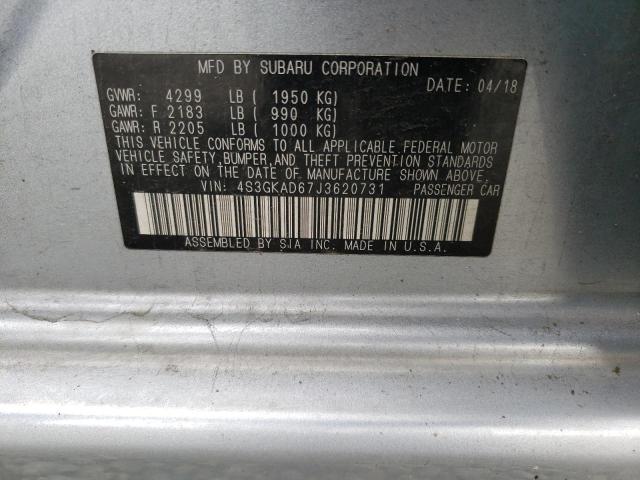 MFD BY SUBARU CORPORATION
DATE: 04/18
GVWR: 4299 LB ( 1950 KG)
GAWR: F 2183 LB ( 990 KG)
GAWR: R 2205 LB ( 1000 KG)
THIS VEHICLE CONFORMS TO ALL APPLICABLE FEDERAL MOTOR
VEHICLE SAFETY, BUMPER, AND THEFT PREVENTION STANDARDS
IN EFFECT ON THE DATE OF MANUFACTURE SHOWN ABOVE.
VIN: 4S3GKAD67J3620731 PASSENGER CAR
ASSEMBLED BY SIA INC. MADE IN U.S.A.